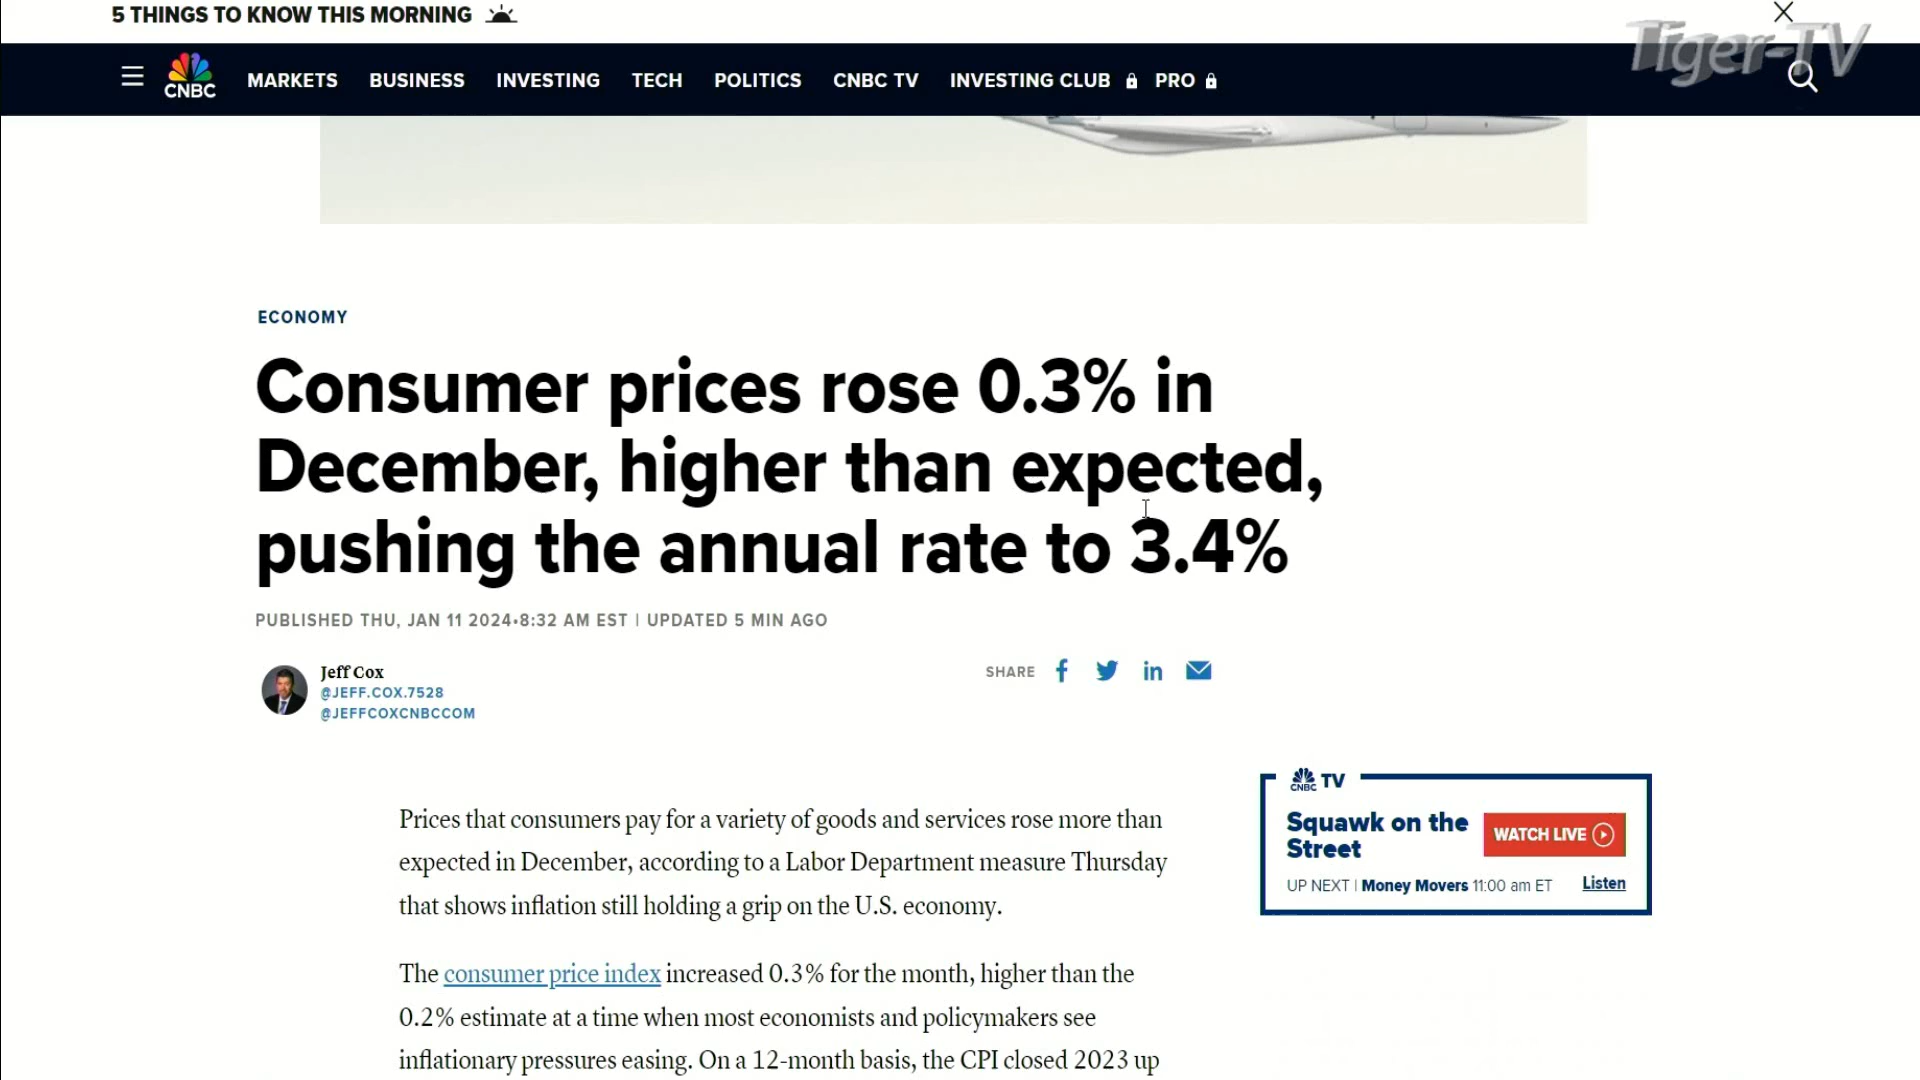 5 THINGS TO KNOW THIS MORNING
Tiger-TV
CNBC MARKETS BUSINESS INVESTING TECH POLITICS CNBC TV INVESTING CLUB PRO
ECONOMY
Consumer prices rose 0.3% in
December, higher than expected,
pushing the annual rate to 3.4%
PUBLISHED THU, JAN 11 2024•8:32 AM EST | UPDATED 5 MIN AGO
Jeff Cox
@JEFF.COX.7528
@JEFFCOXCNBCCOM
SHARE
Prices that consumers pay for a variety of goods and services rose more than
expected in December, according to a Labor Department measure Thursday
that shows inflation still holding a grip on the U.S. economy.
The consumer price index increased 0.3% for the month, higher than the
0.2% estimate at a time when most economists and policymakers see
inflationary pressures easing. On a 12-month basis, the CPI closed 2023 up
CNBC TV
Squawk on the
Street
WATCH LIVE
UP NEXT | Money Movers 11:00 am ET
Listen